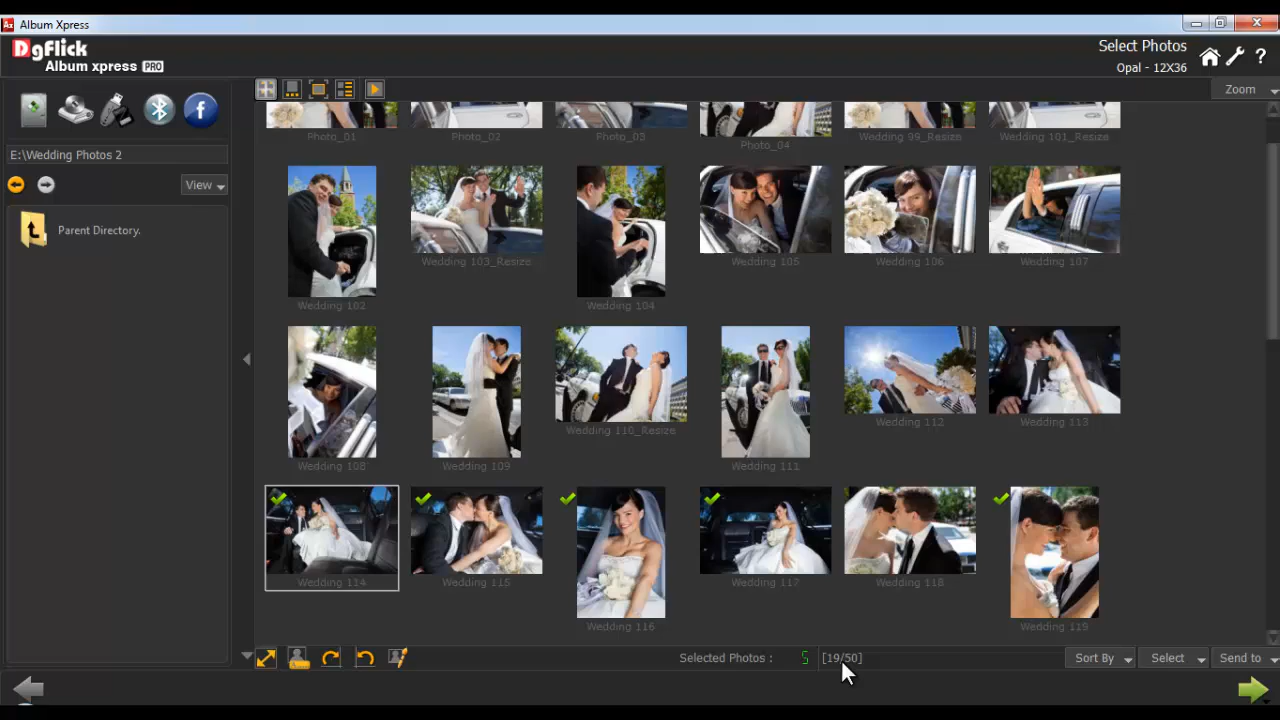 Album Xpress
DgFlick
Album xpress PRO
Select Photos
Opal - 12X36
Zoom
E:\Wedding Photos 2
View
Parent Directory.
Photo_01
Photo_02
Photo_03
Photo_04
Wedding 99_Resize
Wedding 101_Resize
Wedding 102
Wedding 103_Resize
Wedding 104
Wedding 105
Wedding 106
Wedding 107
Wedding 108
Wedding 109
Wedding 110_Resize
Wedding 111
Wedding 112
Wedding 113
Wedding 114
Wedding 115
Wedding 116
Wedding 117
Wedding 118
Wedding 119
Selected Photos : 5 [19/50]
Sort By
Select
Send to